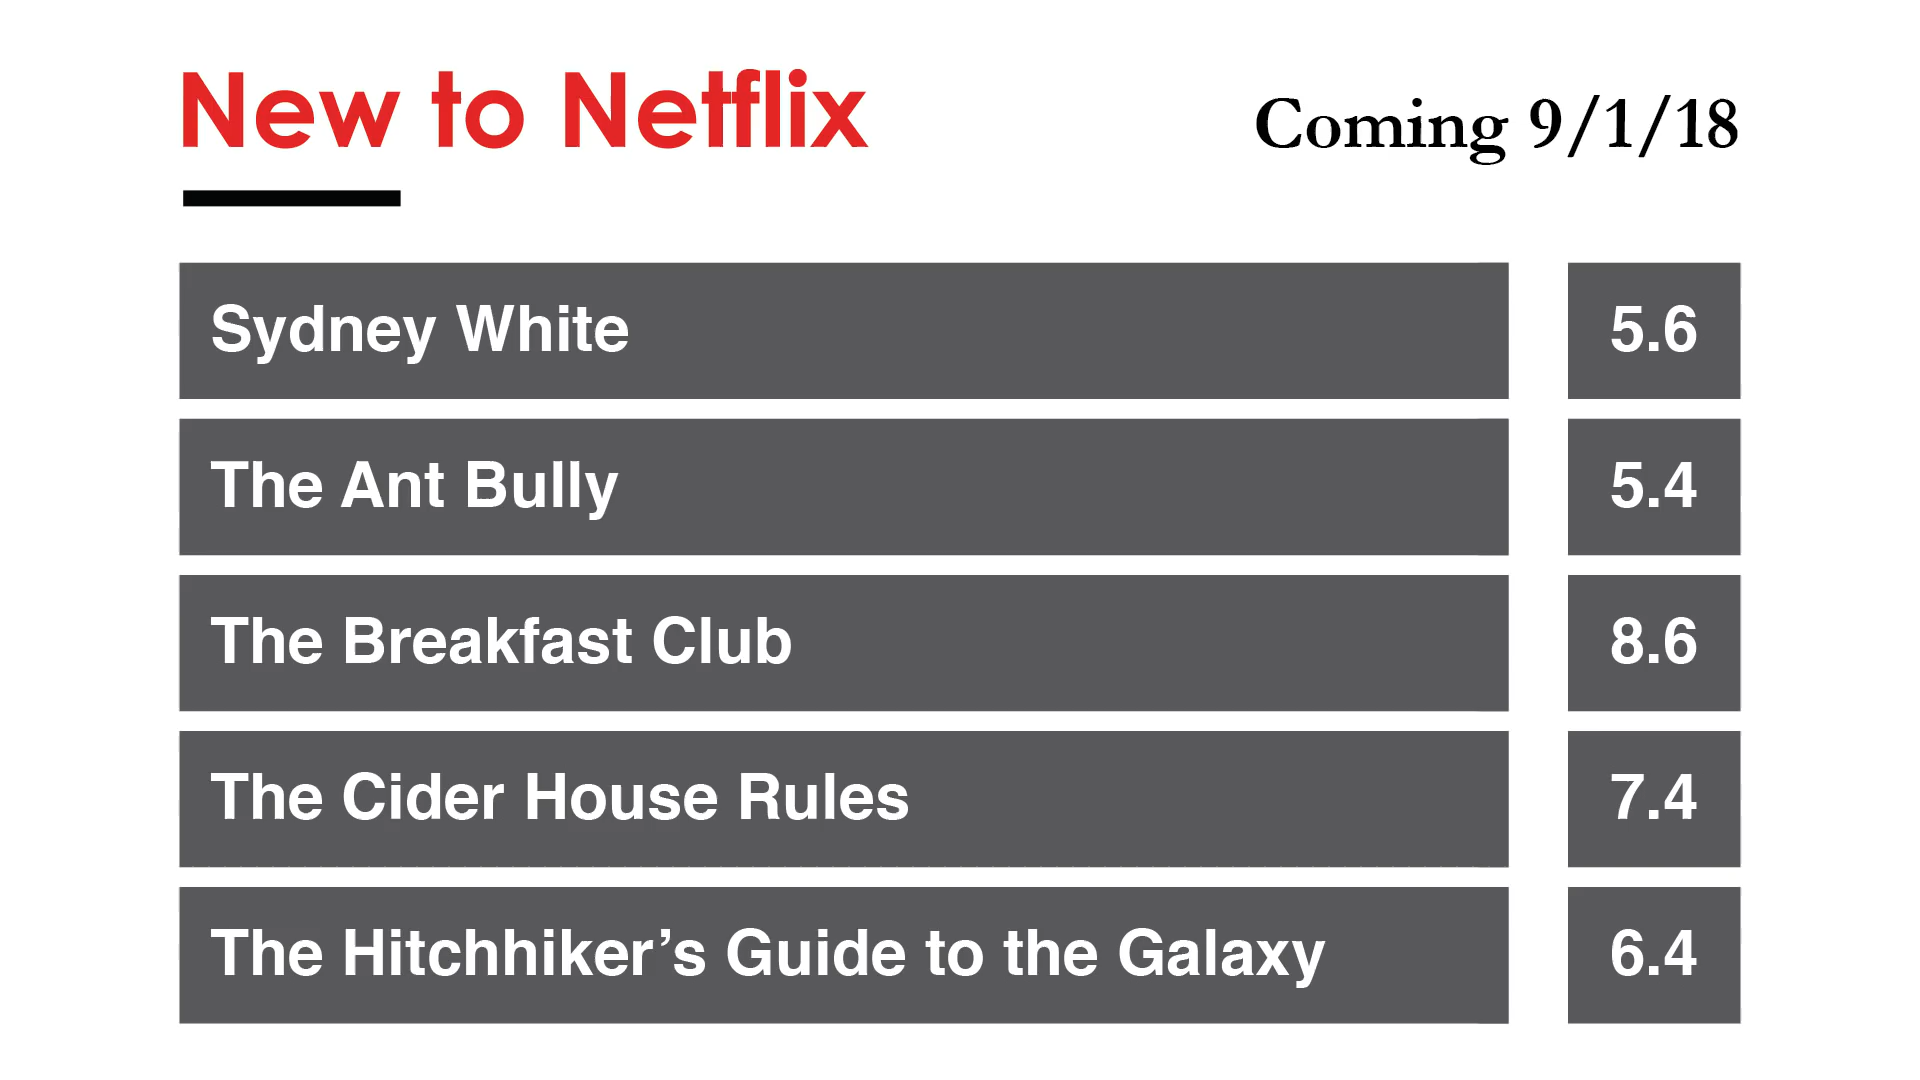 New to Netflix
Coming 9/1/18
Sydney White 5.6
The Ant Bully 5.4
The Breakfast Club 8.6
The Cider House Rules 7.4
The Hitchhiker’s Guide to the Galaxy 6.4